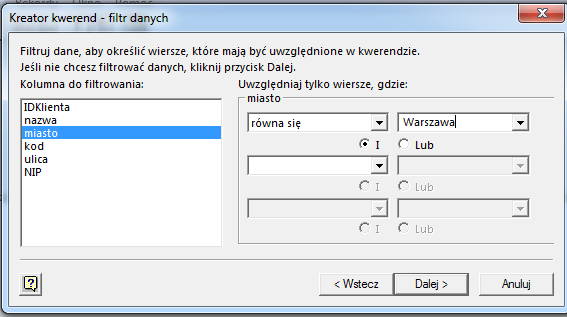 Kreator kwerend - filtr danych
Filtruj dane, aby określić wiersze, które mają być uwzględnione w kwerendzie.
Jeśli nie chcesz filtrować danych, kliknij przycisk Dalej.
Kolumna do filtrowania:
IDKlienta
nazwa
miasto
kod
ulica
NIP
Uwzględniaj tylko wiersze, gdzie:
miasto
równa się Warszawa
I Lub
I Lub
I Lub
?
< Wstecz Dalej > Anuluj